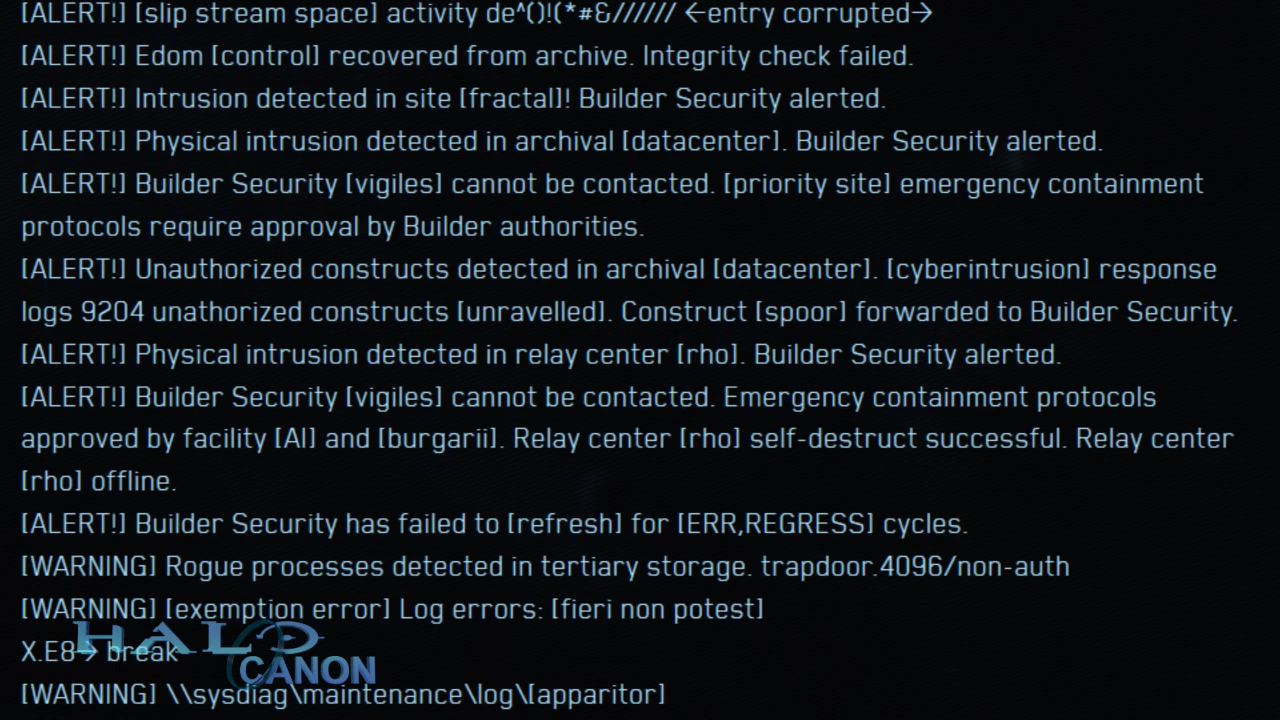 [ALERT!] [slip stream space] activity de^()!(*#&////// <-entry corrupted->
[ALERT!] Edom [control] recovered from archive. Integrity check failed.
[ALERT!] Intrusion detected in site [fractal]! Builder Security alerted.
[ALERT!] Physical intrusion detected in archival [datacenter]. Builder Security alerted.
[ALERT!] Builder Security [vigiles] cannot be contacted. [priority site] emergency containment
protocols require approval by Builder authorities.
[ALERT!] Unauthorized constructs detected in archival [datacenter]. [cyberintrusion] response
logs 9204 unathorized constructs [unravelled]. Construct [spoor] forwarded to Builder Security.
[ALERT!] Physical intrusion detected in relay center [rho]. Builder Security alerted.
[ALERT!] Builder Security [vigiles] cannot be contacted. Emergency containment protocols
approved by facility [AI] and [burgarii]. Relay center [rho] self-destruct successful. Relay center
[rho] offline.
[ALERT!] Builder Security has failed to [refresh] for [ERR,REGRESS] cycles.
[WARNING] Rogue processes detected in tertiary storage. trapdoor.4096/non-auth
[WARNING] [exemption error] Log errors: [fieri non potest]
X.E8-> break
HALO
CANON
[WARNING] \\sysdiag\maintenance\log\[apparitor]